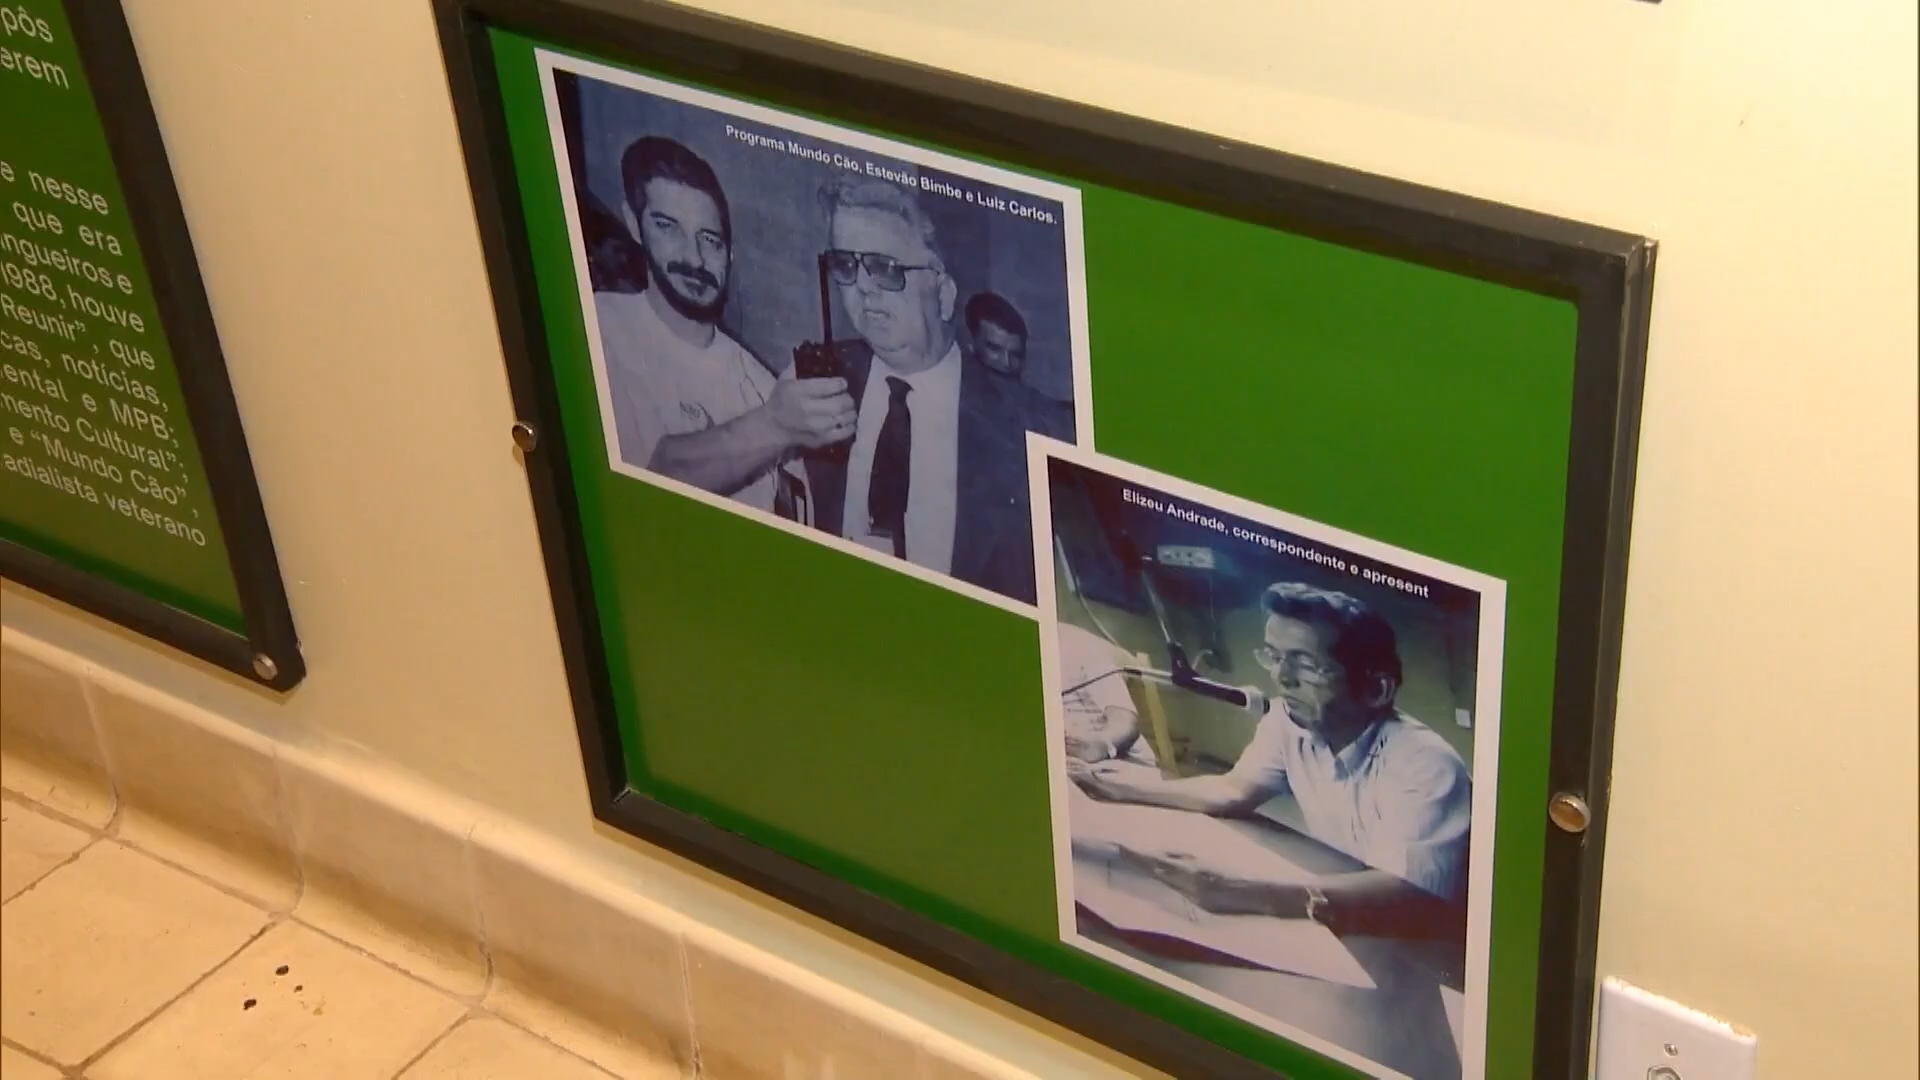 pôs
erem
e nesse
que era
ngueiros e
1988, houve
Reunir", que
cas, notícias,
ental e MPB;
mento Cultural";
e "Mundo Cão",
adialista veterano
Programa Mundo Cão, Estevão Bimbe e Luiz Carlos.
Elizeu Andrade, correspondente e apresent